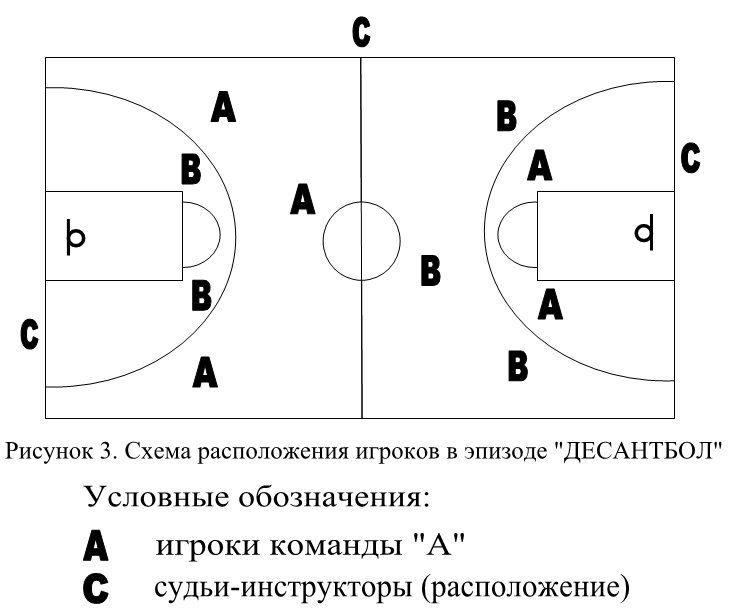 С
А
В
В
А
С
А
В
В
А
С
А
В
Рисунок 3. Схема расположения игроков в эпизоде "ДЕСАНТБОЛ"
Условные обозначения:
А игроки команды "А"
С судьи-инструкторы (расположение)